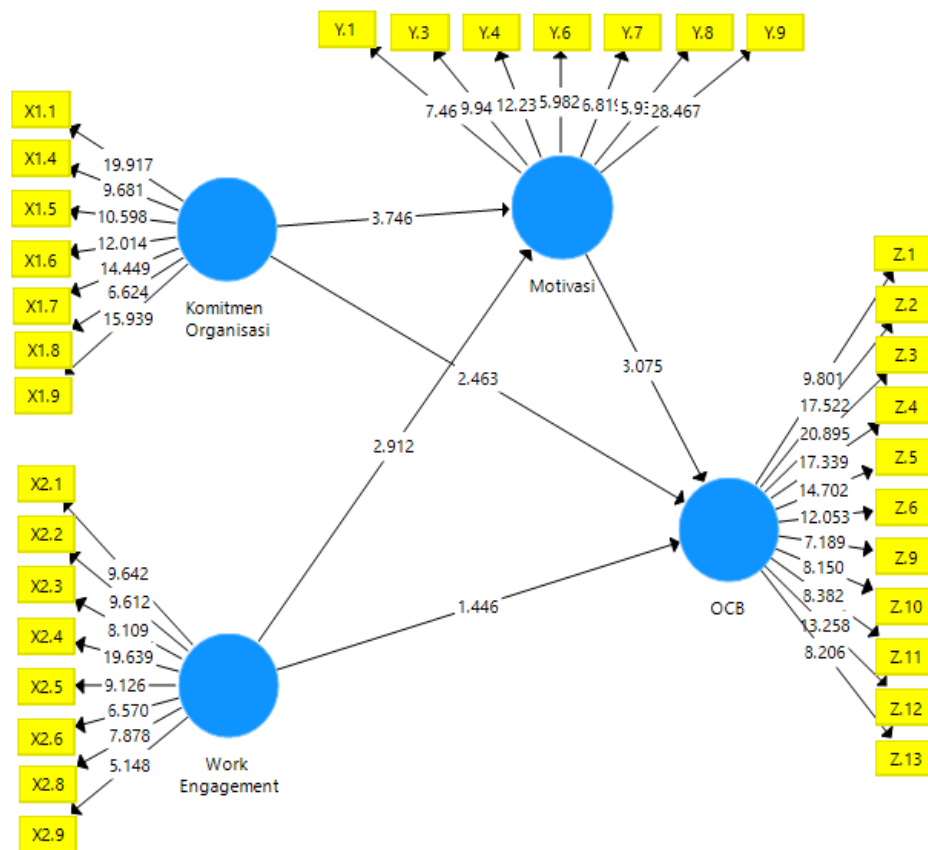 Y.1
Y.3
Y.4
Y.6
Y.7
Y.8
Y.9
7.46
9.94
12.23
5.982
6.819
5.93
28.467
X1.1
X1.4
X1.5
X1.6
X1.7
X1.8
X1.9
19.917
9.681
10.598
12.014
14.449
6.624
15.939
Komitmen
Organisasi
3.746
Motivasi
2.463
3.075
2.912
1.446
Z.1
Z.2
Z.3
Z.4
Z.5
Z.6
Z.9
Z.10
Z.11
Z.12
Z.13
9.801
17.522
20.895
17.339
14.702
12.053
7.189
8.150
8.382
13.258
8.206
OCB
X2.1
X2.2
X2.3
X2.4
X2.5
X2.6
X2.8
X2.9
9.642
9.612
8.109
19.639
9.126
6.570
7.878
5.148
Work
Engagement